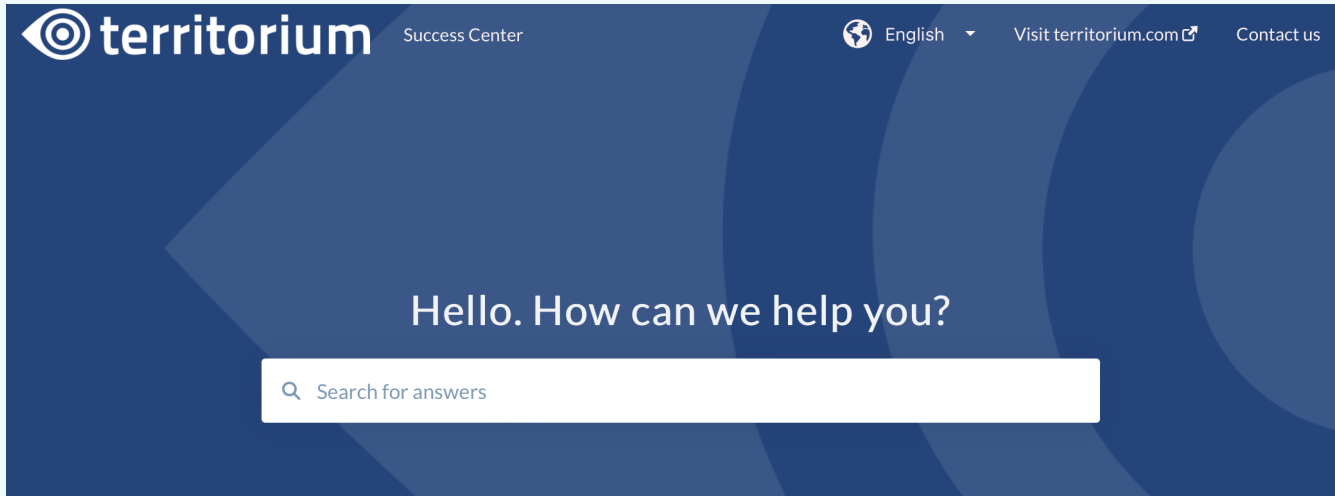 territorium Success Center English Visit territorium.com Contact us
Hello. How can we help you?
Search for answers